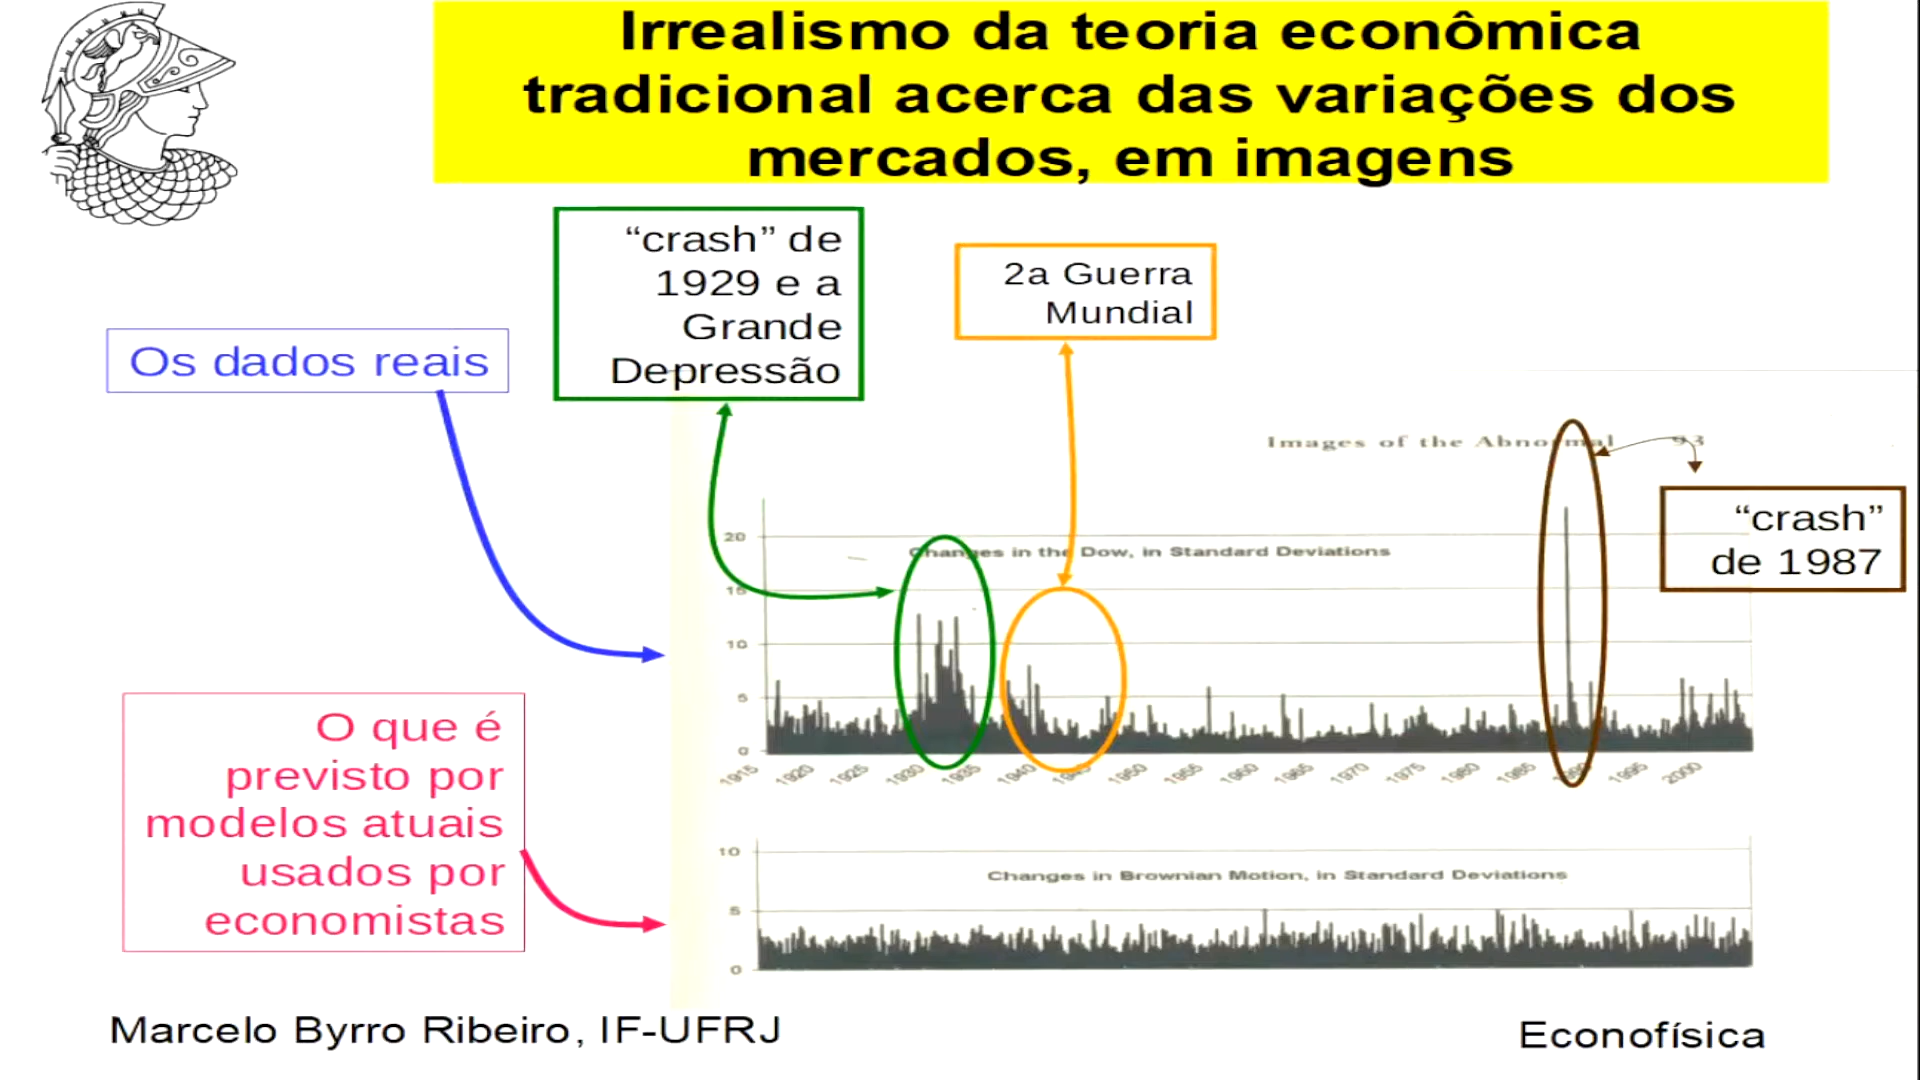 Irrealismo da teoria econômica
tradicional acerca das variações dos
mercados, em imagens
“crash” de
1929 e a
Grande
Depressão
2a Guerra
Mundial
Os dados reais
Images of the Abnormal 93
“crash”
de 1987
20
Changes in the Dow, in Standard Deviations
15
10
5
0
1915 1920 1925 1930 1935 1940 1945 1950 1955 1960 1965 1970 1975 1980 1985 1990 1995 2000
O que é
previsto por
modelos atuais
usados por
economistas
10
Changes in Brownian Motion, in Standard Deviations
5
0
Marcelo Byrro Ribeiro, IF-UFRJ
Econofísica